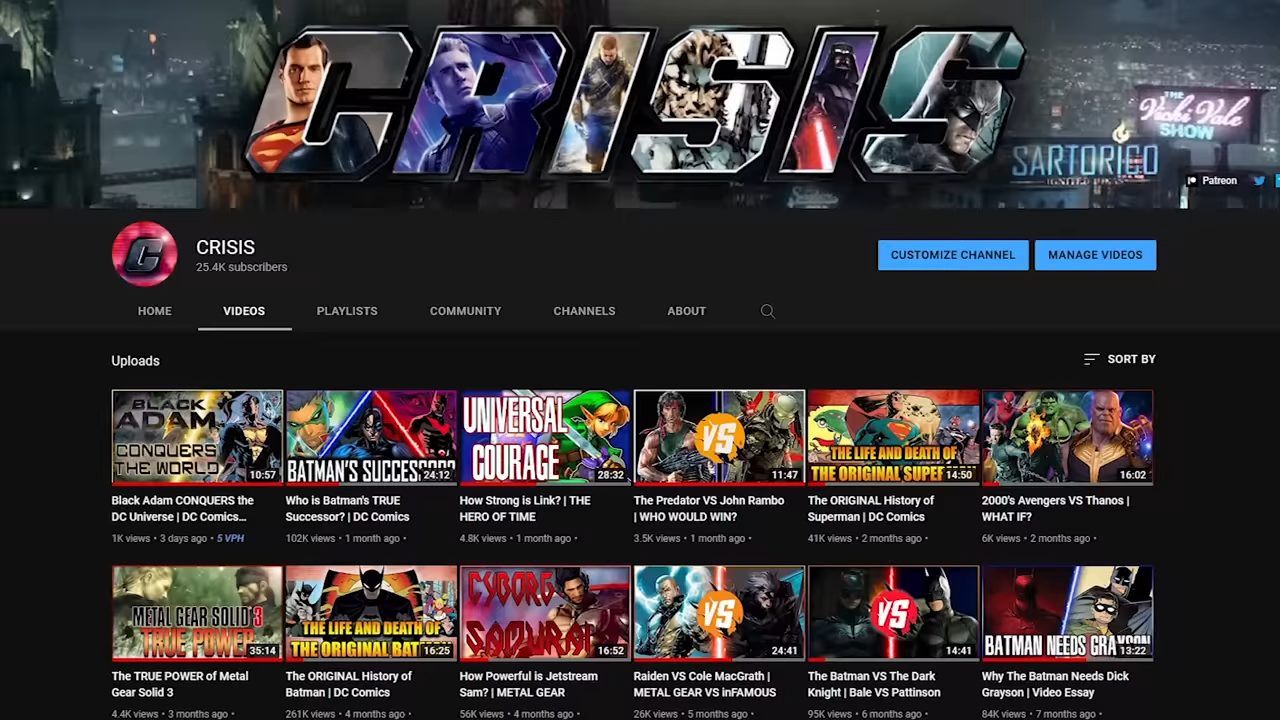 CRISIS
THE
Vicki Vale
SHOW
SARTORICO
Patreon
C
CRISIS
25.4K subscribers
CUSTOMIZE CHANNEL
MANAGE VIDEOS
HOME
VIDEOS
PLAYLISTS
COMMUNITY
CHANNELS
ABOUT
Uploads
SORT BY
BLACK
ADAM
CONQUERS
THE WORLD
10:57
BATMAN'S
24:12
UNIVERSAL
COURAGE
28:32
VS
11:47
THE LIFE AND DEATH OF
THE ORIGINAL
14:50
16:02
Black Adam CONQUERS the
DC Universe | DC Comics...
1K views • 3 days ago • 5 VPH
Who is Batman's TRUE
Successor? | DC Comics
102K views • 1 month ago •
How Strong is Link? | THE
HERO OF TIME
4.8K views • 1 month ago •
The Predator VS John Rambo
| WHO WOULD WIN?
3.5K views • 1 month ago •
The ORIGINAL History of
Superman | DC Comics
41K views • 2 months ago •
2000's Avengers VS Thanos |
WHAT IF?
6K views • 2 months ago •
METAL GEAR SOLID 3
TRUE POWER
35:14
THE LIFE AND DEATH OF
THE ORIGINAL BAT
16:25
CYBORG
SAMURAI
16:52
VS
24:41
VS
14:41
BATMAN NEEDS GRAYSON
13:22
The TRUE POWER of Metal
Gear Solid 3
4.4K views • 3 months ago •
The ORIGINAL History of
Batman | DC Comics
261K views • 4 months ago •
How Powerful is Jetstream
Sam? | METAL GEAR
56K views • 4 months ago •
Raiden VS Cole MacGrath |
METAL GEAR VS inFAMOUS
26K views • 5 months ago •
The Batman VS The Dark
Knight | Bale VS Pattinson
95K views • 6 months ago •
Why The Batman Needs Dick
Grayson | Video Essay
84K views • 7 months ago •